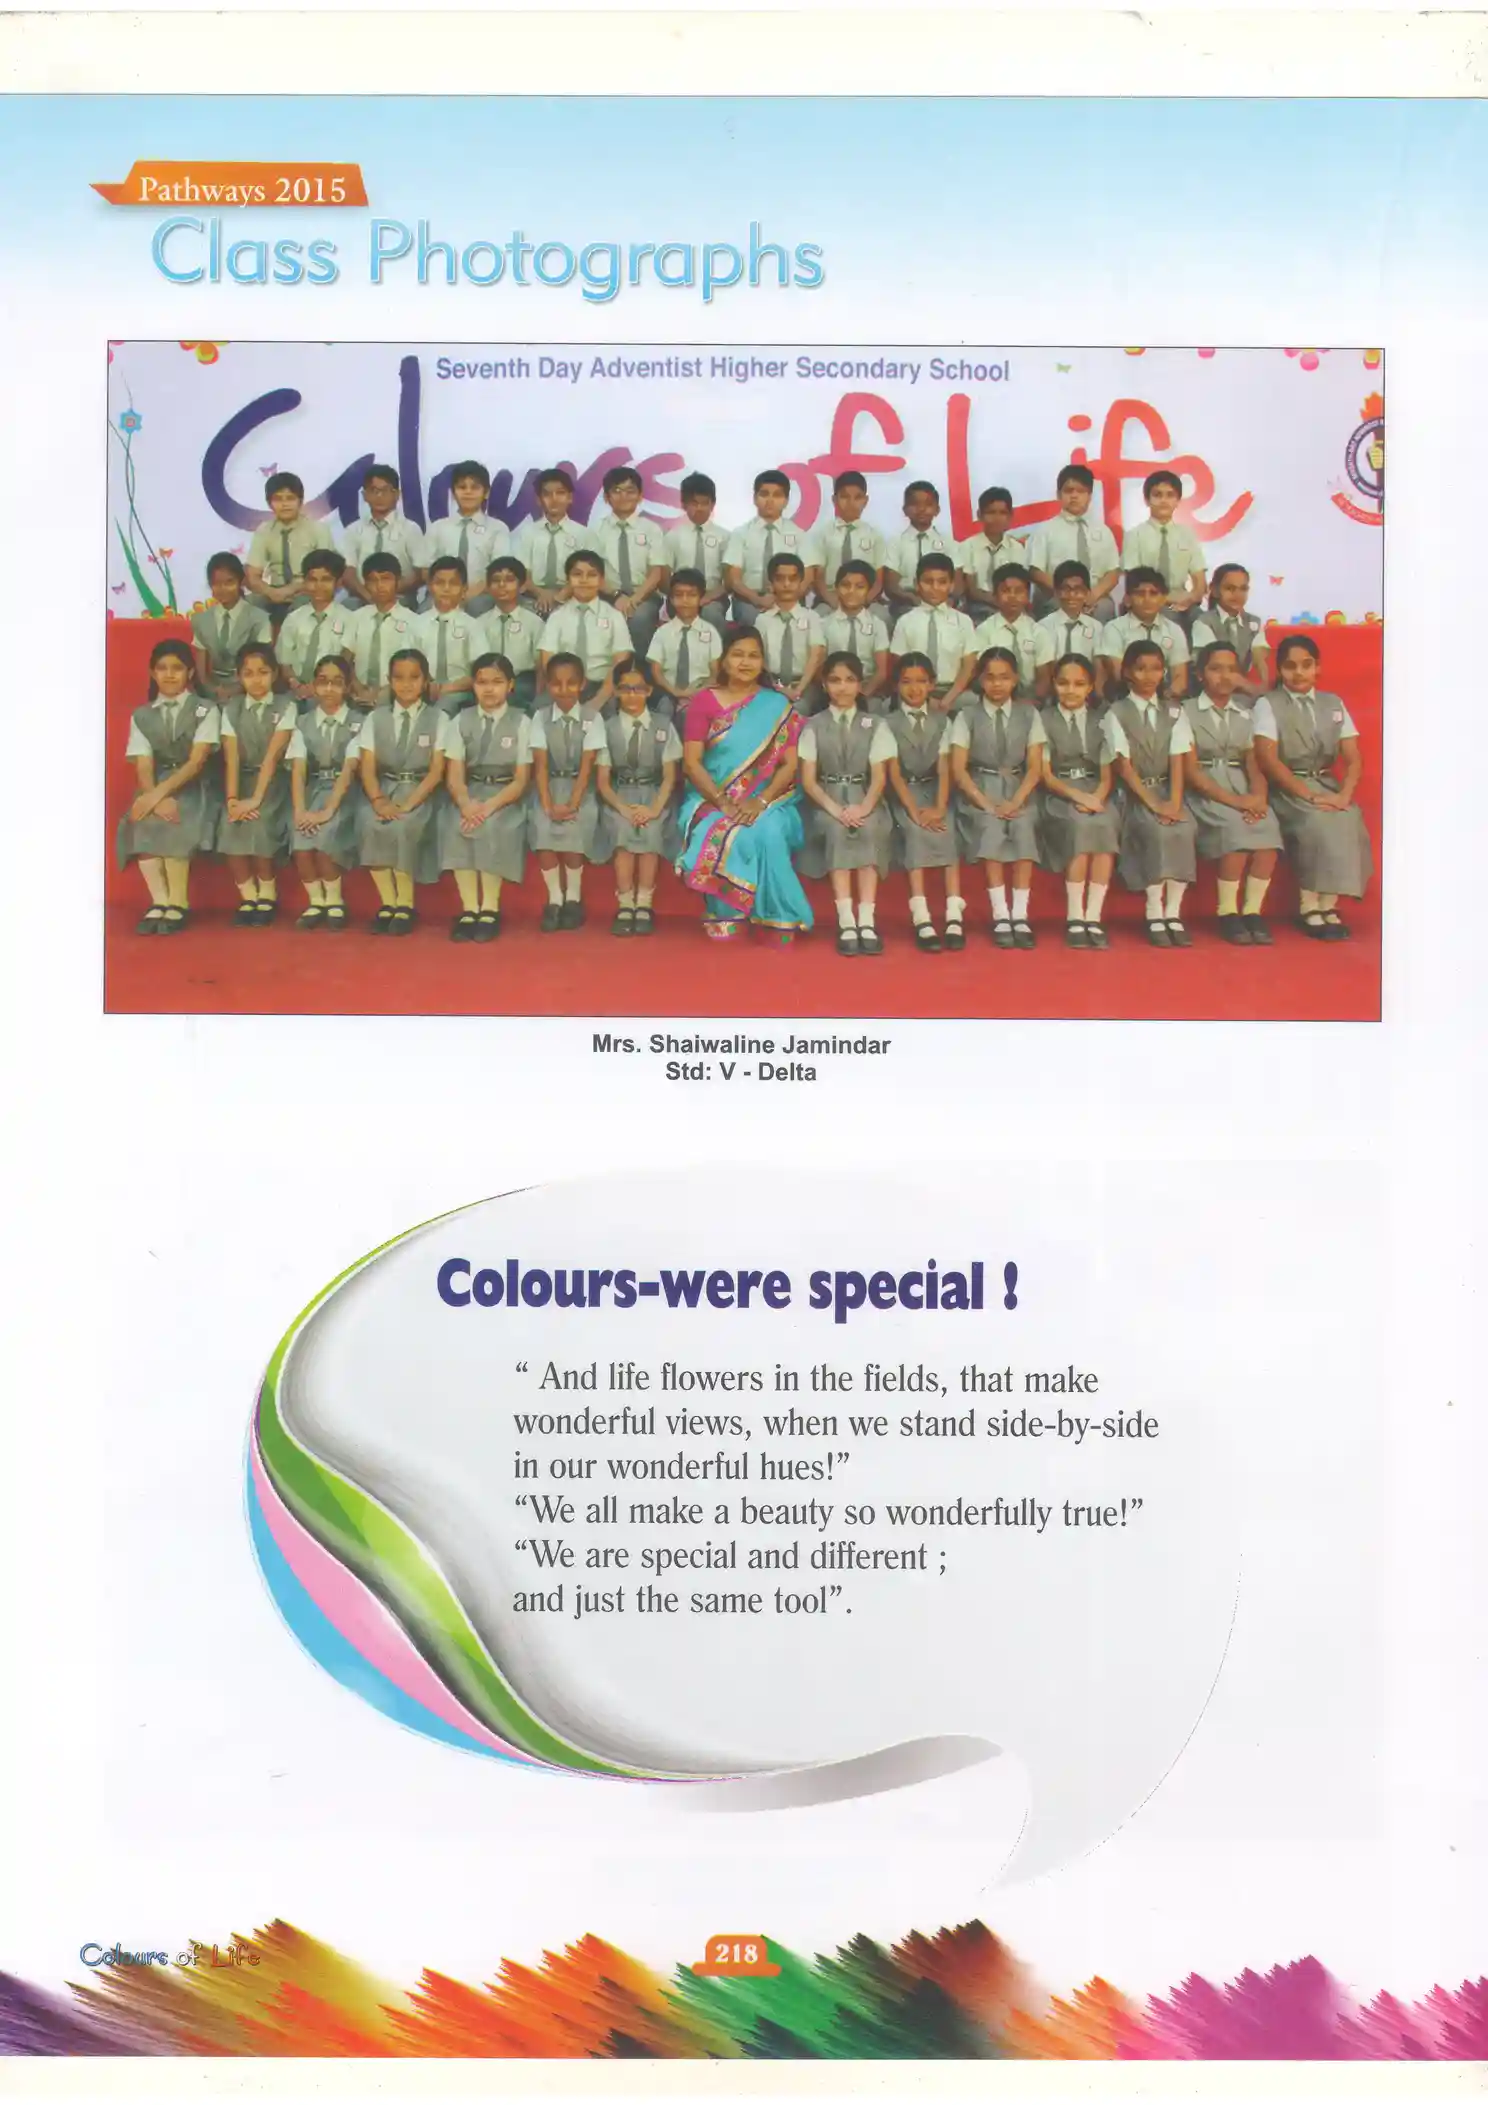 Pathways 2015
Class Photographs
Seventh Day Adventist Higher Secondary School
Colours of Life
Mrs. Shaiwaline Jamindar
Std: V - Delta
Colours-were special !
“ And life flowers in the fields, that make
wonderful views, when we stand side-by-side
in our wonderful hues!”
“We all make a beauty so wonderfully true!”
“We are special and different ;
and just the same tool”.
Colours of Life
218